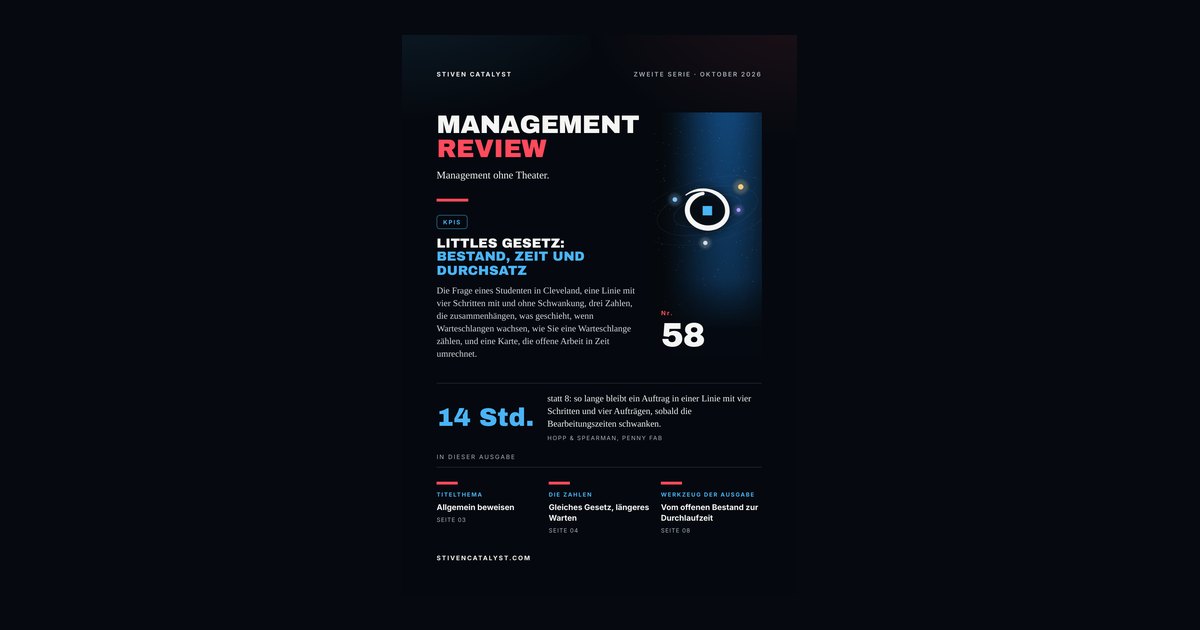 STIVEN CATALYST
ZWEITE SERIE · OKTOBER 2026
MANAGEMENT
REVIEW
Management ohne Theater.
KPIS
LITTLES GESETZ:
BESTAND, ZEIT UND
DURCHSATZ
Die Frage eines Studenten in Cleveland, eine Linie mit
vier Schritten mit und ohne Schwankung, drei Zahlen,
die zusammenhängen, was geschieht, wenn
Warteschlangen wachsen, wie Sie eine Warteschlange
zählen, und eine Karte, die offene Arbeit in Zeit
umrechnet.
Nr.
58
14 Std.
statt 8: so lange bleibt ein Auftrag in einer Linie mit vier
Schritten und vier Aufträgen, sobald die
Bearbeitungszeiten schwanken.
HOPP & SPEARMAN, PENNY FAB
IN DIESER AUSGABE
TITELTHEMA
Allgemein beweisen
SEITE 03
DIE ZAHLEN
Gleiches Gesetz, längeres
Warten
SEITE 04
WERKZEUG DER AUSGABE
Vom offenen Bestand zur
Durchlaufzeit
SEITE 08
STIVENCATALYST.COM